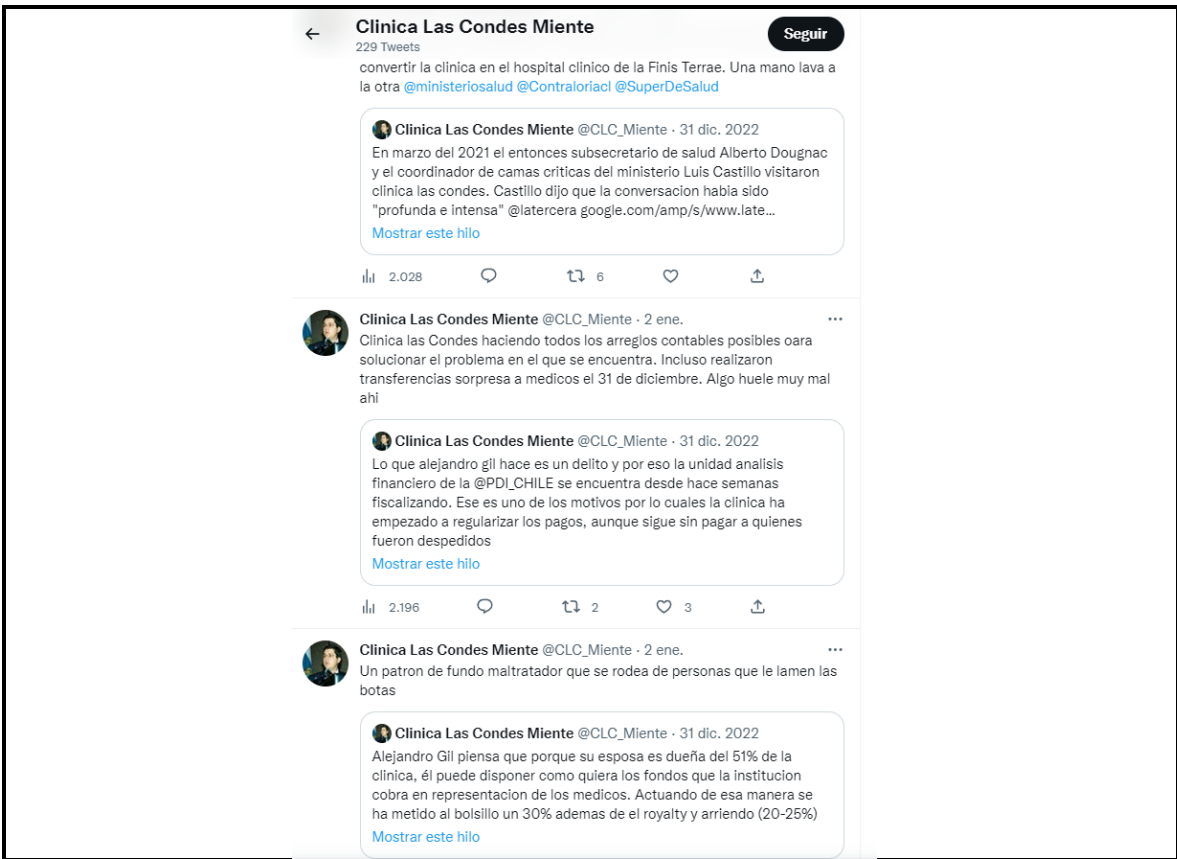 Clinica Las Condes Miente
229 Tweets
Seguir
convertir la clinica en el hospital clinico de la Finis Terrae. Una mano lava a
la otra @ministeriosalud @Contraloriacl @SuperDeSalud
Clinica Las Condes Miente @CLC_Miente · 31 dic. 2022
En marzo del 2021 el entonces subsecretario de salud Alberto Dougnac
y el coordinador de camas criticas del ministerio Luis Castillo visitaron
clinica las condes. Castillo dijo que la conversacion habia sido
"profunda e intensa" @latercera google.com/amp/s/www.late...
Mostrar este hilo
2.028 6
Clinica Las Condes Miente @CLC_Miente · 2 ene.
Clinica las Condes haciendo todos los arreglos contables posibles oara
solucionar el problema en el que se encuentra. Incluso realizaron
transferencias sorpresa a medicos el 31 de diciembre. Algo huele muy mal
ahi
Clinica Las Condes Miente @CLC_Miente · 31 dic. 2022
Lo que alejandro gil hace es un delito y por eso la unidad analisis
financiero de la @PDI_CHILE se encuentra desde hace semanas
fiscalizando. Ese es uno de los motivos por lo cuales la clinica ha
empezado a regularizar los pagos, aunque sigue sin pagar a quienes
fueron despedidos
Mostrar este hilo
2.196 2 3
Clinica Las Condes Miente @CLC_Miente · 2 ene.
Un patron de fundo maltratador que se rodea de personas que le lamen las
botas
Clinica Las Condes Miente @CLC_Miente · 31 dic. 2022
Alejandro Gil piensa que porque su esposa es dueña del 51% de la
clinica, él puede disponer como quiera los fondos que la institucion
cobra en representacion de los medicos. Actuando de esa manera se
ha metido al bolsillo un 30% ademas de el royalty y arriendo (20-25%)
Mostrar este hilo